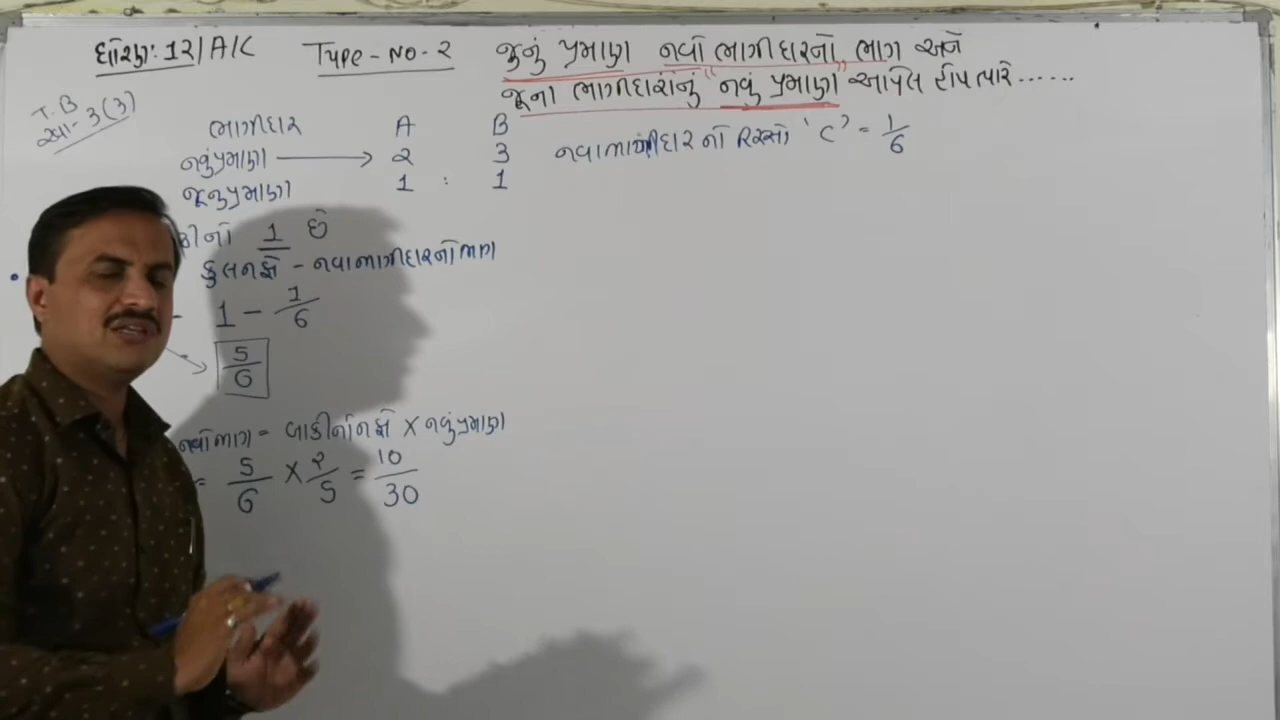 ધોરણ: 12/A/C Type-No-2 જૂનું પ્રમાણ નવા ભાગીદારનો ભાગ અને
જૂના ભાગીદારોનું "નવું પ્રમાણ" આપેલ હોય ત્યારે......
T.B
સ્વા-3(3)
ભાગીદાર A B
નવુંપ્રમાણ → 2 3 નવાભાગીદારનો હિસ્સો 'C' = 1/6
જૂનુપ્રમાણ 1 : 1
1 છે
કુલનફો - નવાભાગીદારનોભાગ
1 - 1/6
5/6
નવોભાગ = બાકીનોનફો × નવુંપ્રમાણ
= 5/6 × 2/5 = 10/30